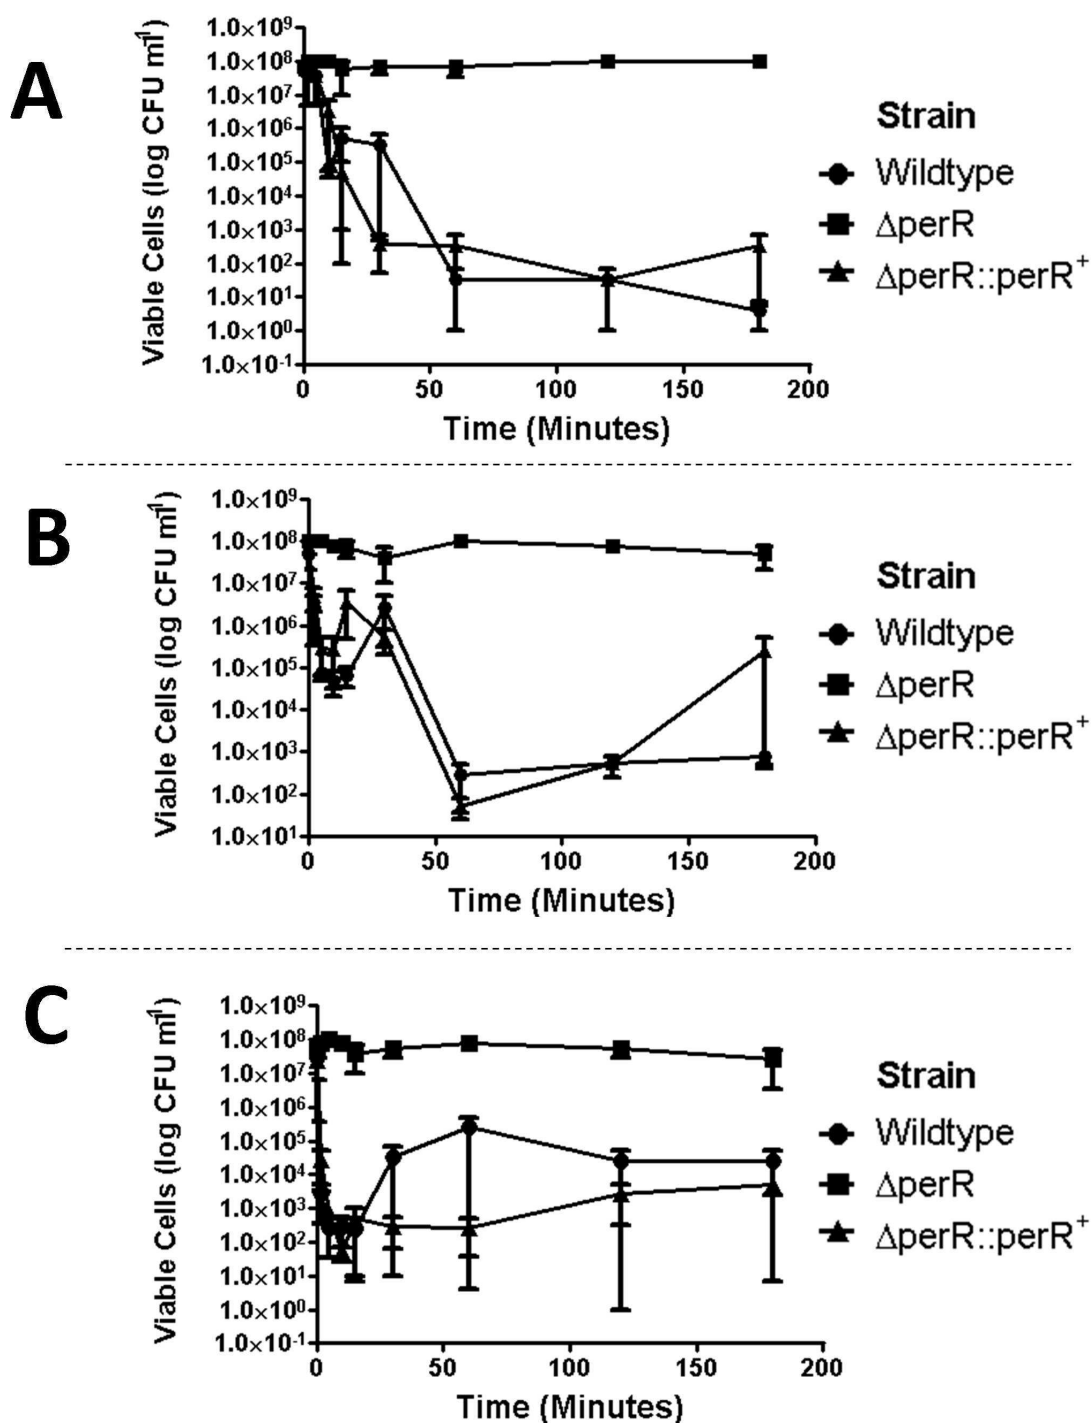 A
Viable Cells (log CFU ml¹)
1.0×10⁹
1.0×10⁸
1.0×10⁷
1.0×10⁶
1.0×10⁵
1.0×10⁴
1.0×10³
1.0×10²
1.0×10¹
1.0×10⁰
1.0×10⁻¹
0 50 100 150 200
Time (Minutes)
Strain
Wildtype
ΔperR
ΔperR::perR⁺
B
Viable Cells (log CFU ml¹)
1.0×10⁹
1.0×10⁸
1.0×10⁷
1.0×10⁶
1.0×10⁵
1.0×10⁴
1.0×10³
1.0×10²
1.0×10¹
0 50 100 150 200
Time (Minutes)
Strain
Wildtype
ΔperR
ΔperR::perR⁺
C
Viable Cells (log CFU ml¹)
1.0×10⁹
1.0×10⁸
1.0×10⁷
1.0×10⁶
1.0×10⁵
1.0×10⁴
1.0×10³
1.0×10²
1.0×10¹
1.0×10⁰
1.0×10⁻¹
0 50 100 150 200
Time (Minutes)
Strain
Wildtype
ΔperR
ΔperR::perR⁺